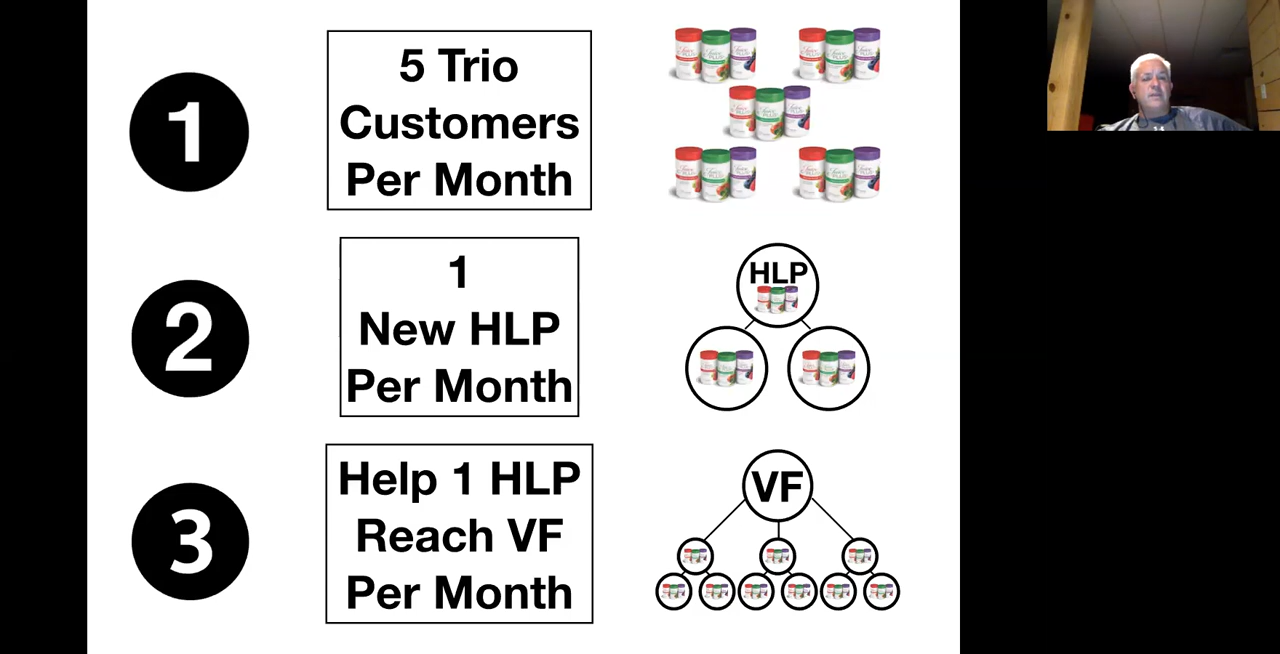 1
5 Trio
Customers
Per Month
2
1
New HLP
Per Month
HLP
3
Help 1 HLP
Reach VF
Per Month
VF